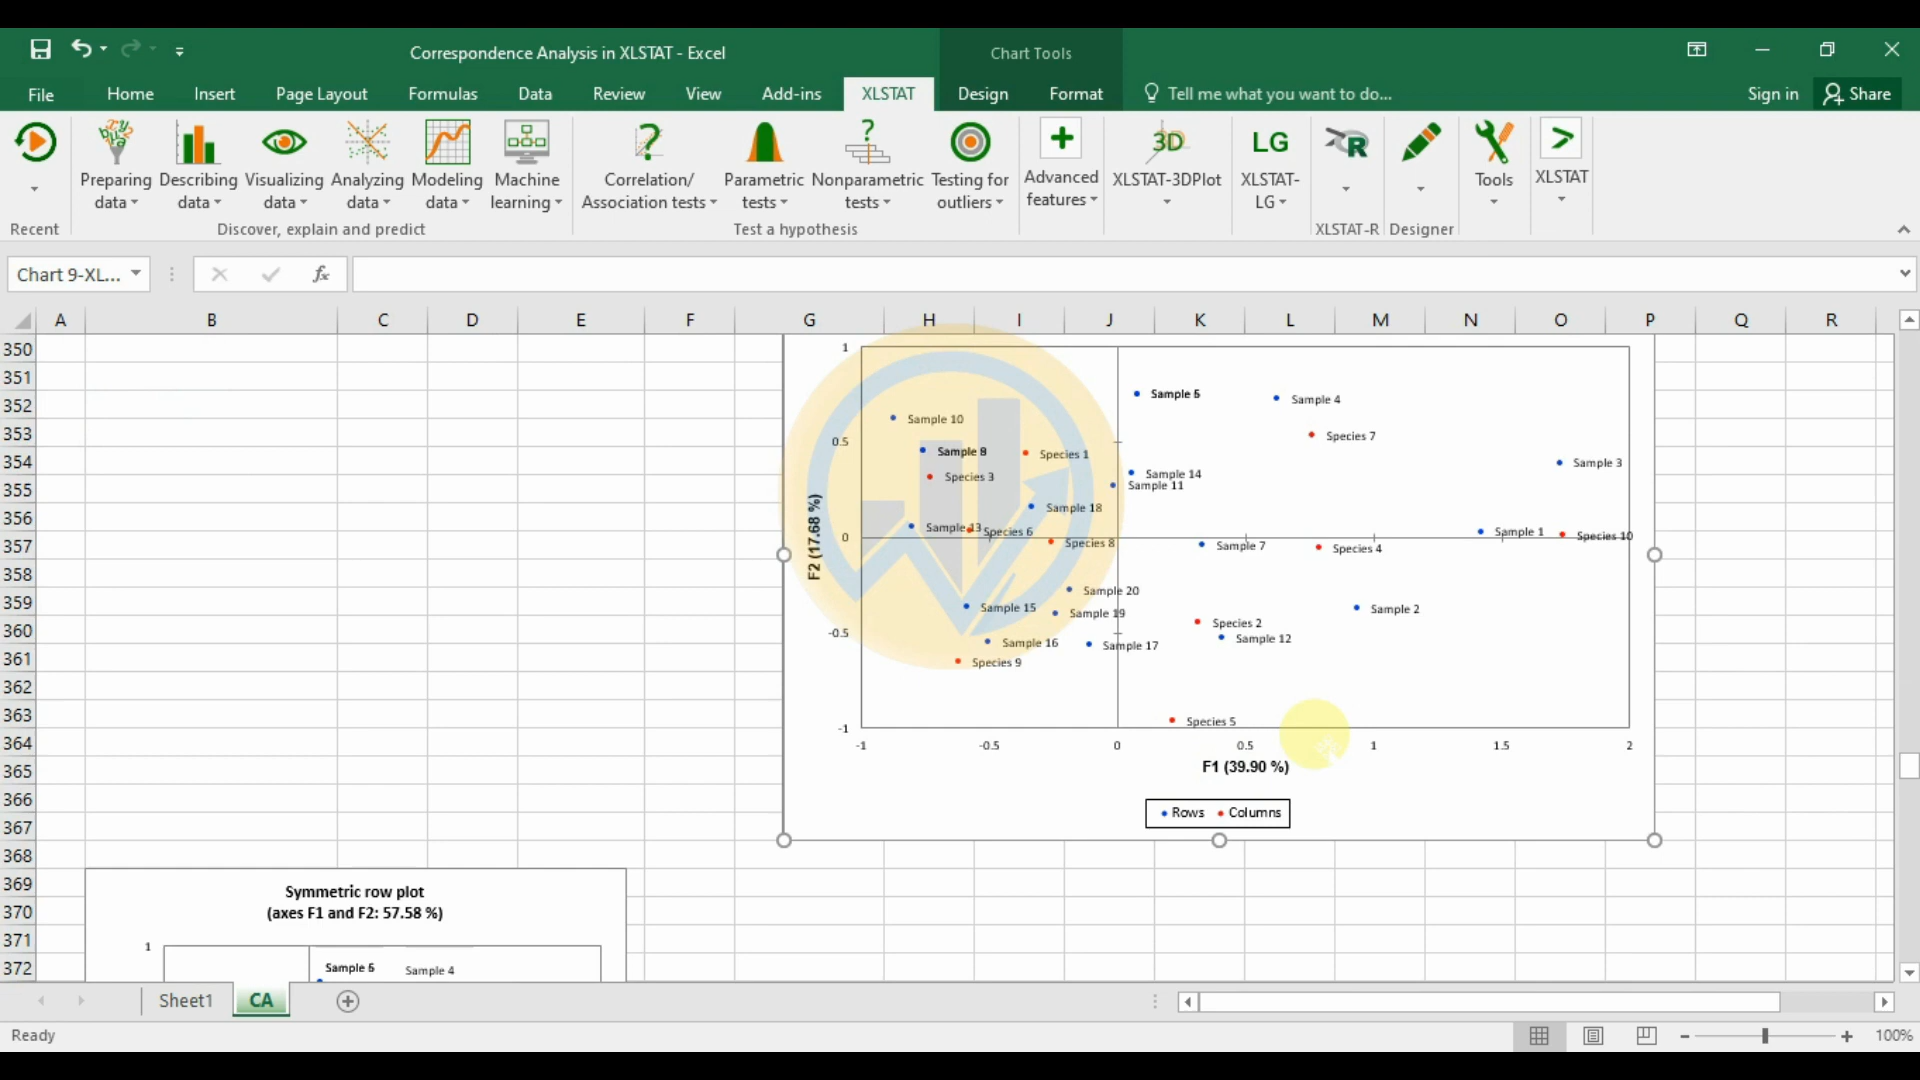 Correspondence Analysis in XLSTAT - Excel
Chart Tools
File
Home
Insert
Page Layout
Formulas
Data
Review
View
Add-ins
XLSTAT
Design
Format
Tell me what you want to do...
Sign in
Share
Preparing data
Describing data
Visualizing data
Analyzing data
Modeling data
Machine learning
Correlation/ Association tests
Parametric tests
Nonparametric tests
Testing for outliers
Advanced features
3D
XLSTAT-3DPlot
LG
XLSTAT-LG
Tools
XLSTAT
Recent
Discover, explain and predict
Test a hypothesis
XLSTAT-R
Designer
Chart 9-XL...
fx
A B C D E F G H I J K L M N O P Q R
350
351
352
353
354
355
356
357
358
359
360
361
362
363
364
365
366
367
368
369
370
371
372
1
Sample 4
Sample 10
Species 7
0.5
Species 1
Sample 3
Species 3
Sample 14
Sample 11
Sample 18
Sample 13
Species 6
Sample 1
Species 10
0
Species 8
Sample 7
Species 4
F2 (17.68 %)
Sample 20
Sample 15
Sample 19
Sample 2
Species 2
-0.5
Sample 12
Sample 16
Sample 17
Species 9
Species 5
-1
-1 -0.5 0 0.5 1 1.5 2
F1 (39.90 %)
Rows Columns
Symmetric row plot
(axes F1 and F2: 57.58 %)
1
Sample 4
Sheet1
CA
Ready
100%